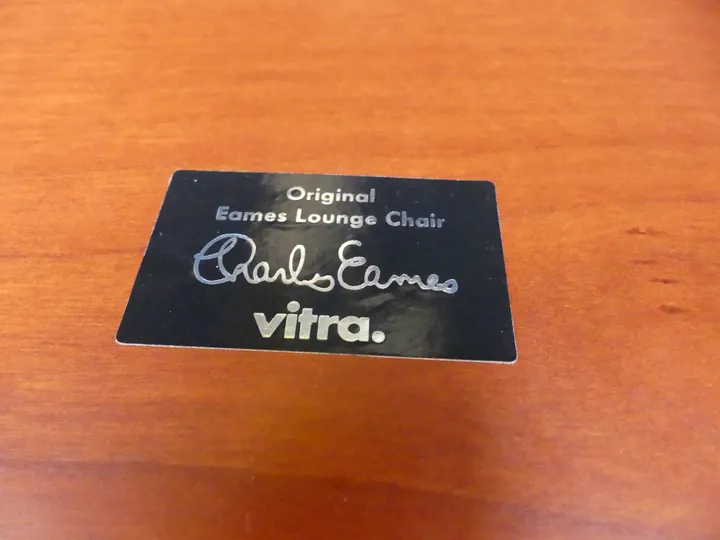 Original
Eames Lounge Chair
Charles Eames
vitra.